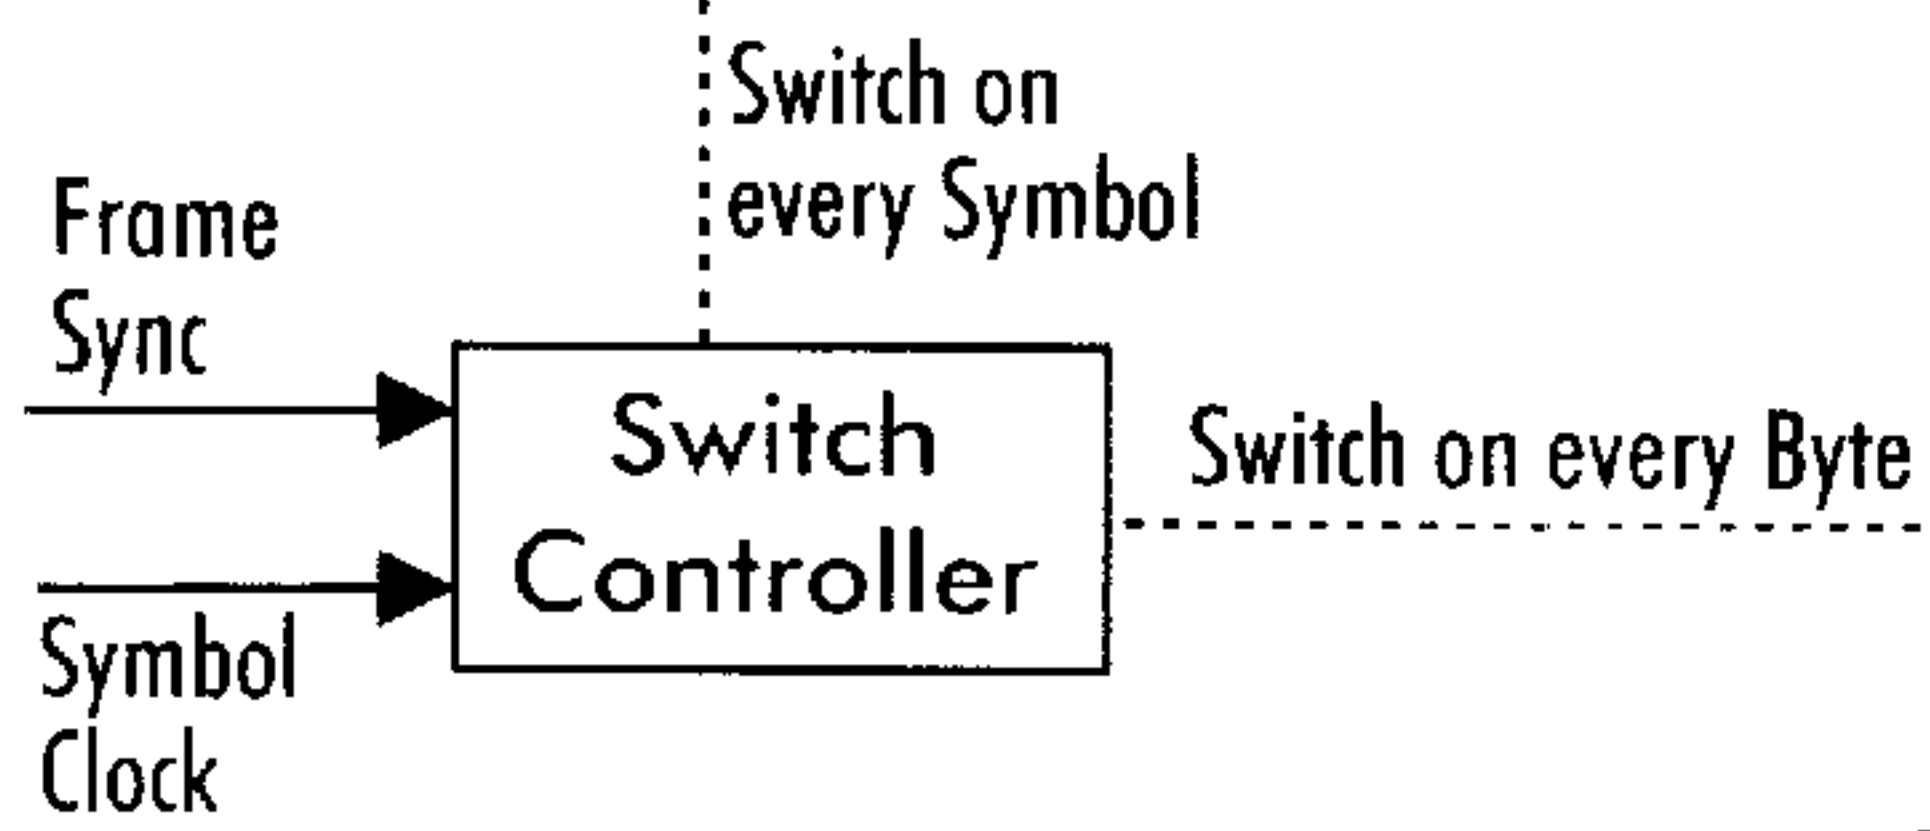 Switch on
every Symbol
Frame
Sync
Switch
Controller
Switch on every Byte
Symbol
Clock